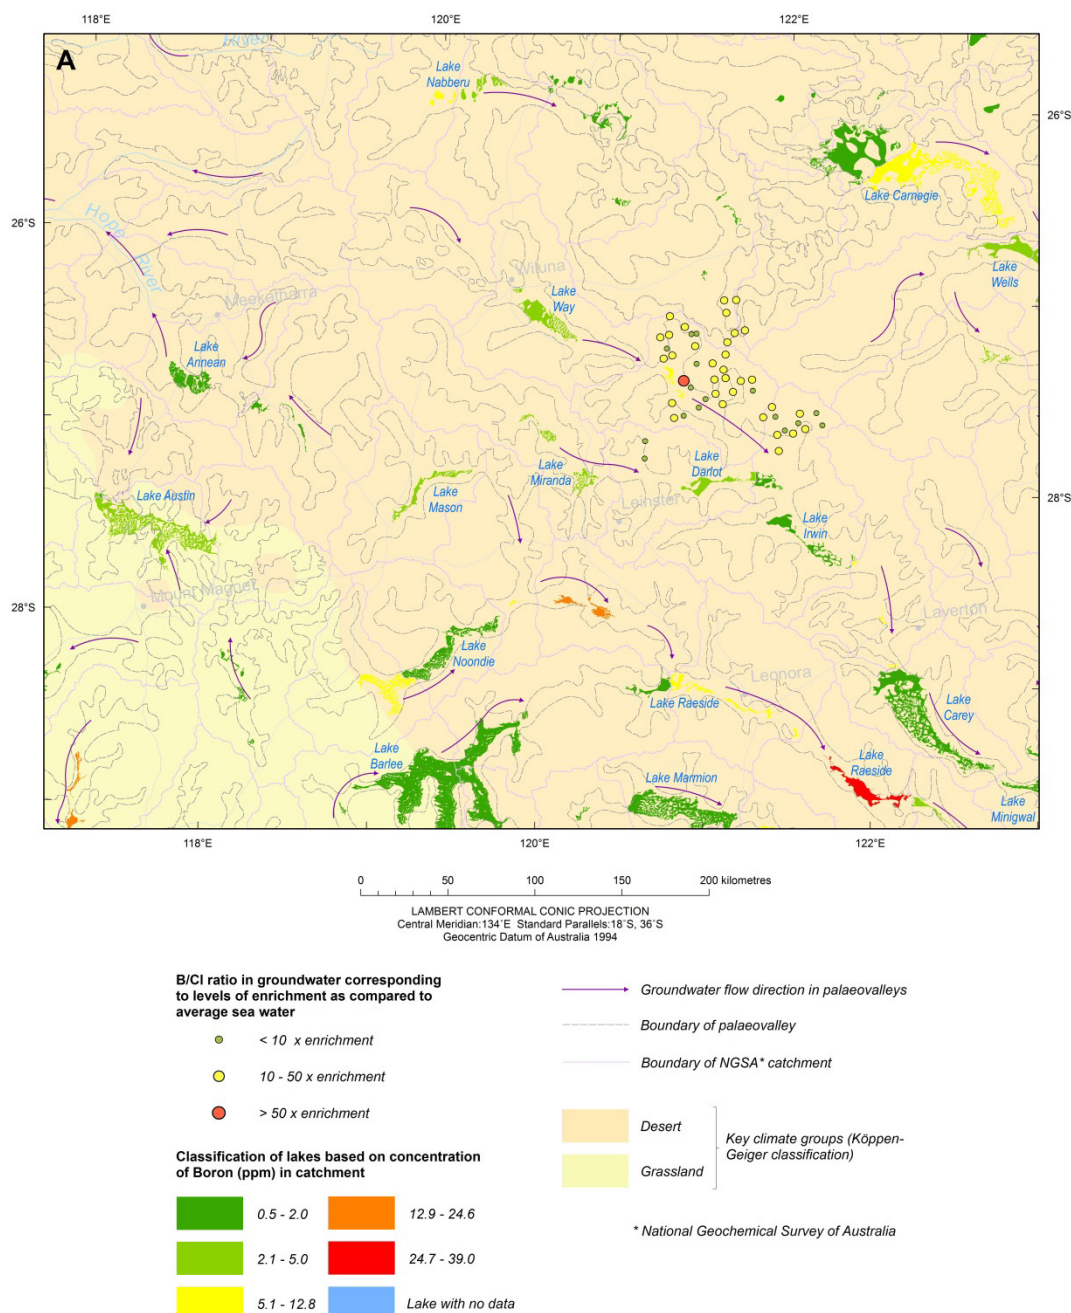 118°E
120°E
122°E
A
River
Lake
Nabberu
26°S
Lake Carnegie
26°S
Hope River
Wiluna
Lake
Wells
Meekatharra
Lake
Way
Lake
Annean
Lake
Darlot
Lake
Miranda
Lake Austin
Lake
Mason
Leinster
28°S
Lake
Irwin
Mount Magnet
28°S
Laverton
Lake
Noondie
Leonora
Lake Raeside
Lake
Carey
Lake
Barlee
Lake
Raeside
Lake Marmion
Lake
Minigwal
118°E
120°E
122°E
0 50 100 150 200 kilometres
LAMBERT CONFORMAL CONIC PROJECTION
Central Meridian:134°E Standard Parallels:18°S, 36°S
Geocentric Datum of Australia 1994
B/Cl ratio in groundwater corresponding
to levels of enrichment as compared to
average sea water
< 10 x enrichment
10 - 50 x enrichment
> 50 x enrichment
Classification of lakes based on concentration
of Boron (ppm) in catchment
0.5 - 2.0
2.1 - 5.0
5.1 - 12.8
12.9 - 24.6
24.7 - 39.0
Lake with no data
Groundwater flow direction in palaeovalleys
Boundary of palaeovalley
Boundary of NGSA* catchment
Desert
Grassland
Key climate groups (Köppen-
Geiger classification)
* National Geochemical Survey of Australia